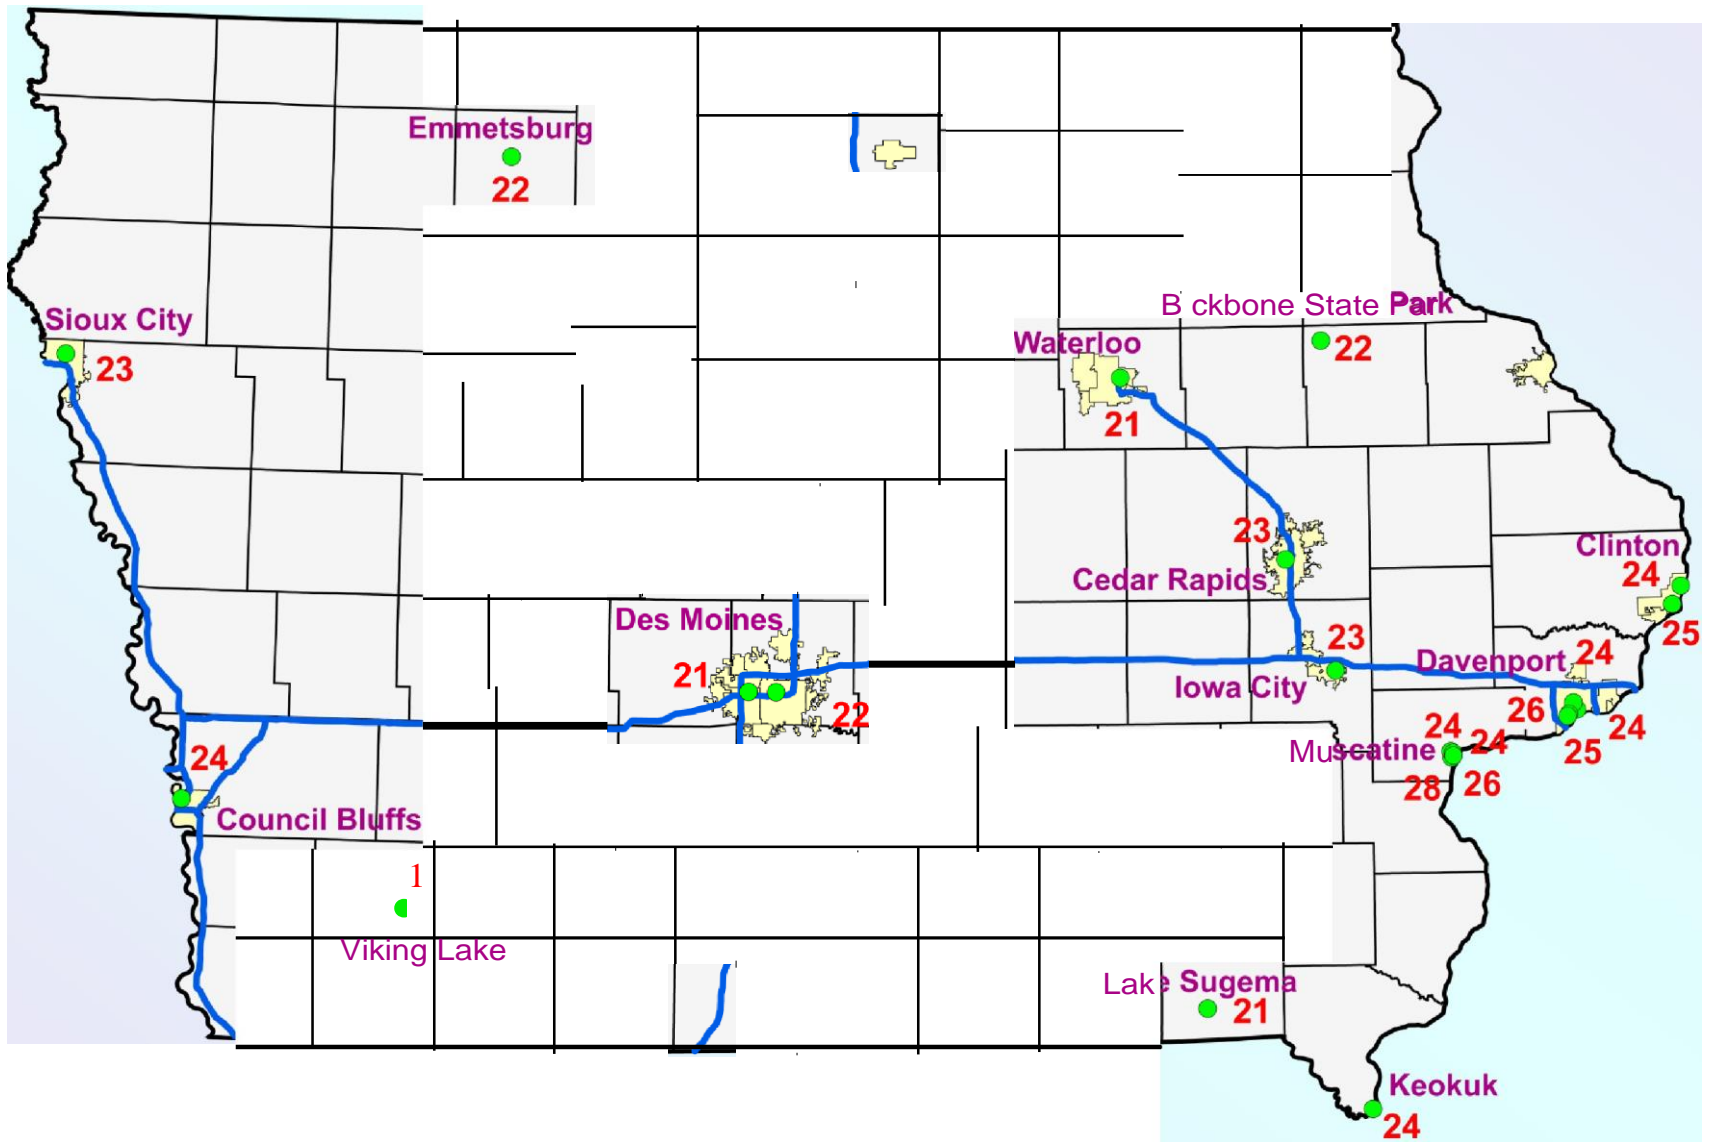 Emmetsburg
22
B ckbone State Park
Sioux City
Waterloo
22
23
21
23
Clinton
Cedar Rapids
24
Des Moines
25
23
24
Davenport
21
Iowa City
22
26
24
24
24
Muscatine
25
24
28
26
Council Bluffs
1
Viking Lake
Lake Sugema
21
Keokuk
24